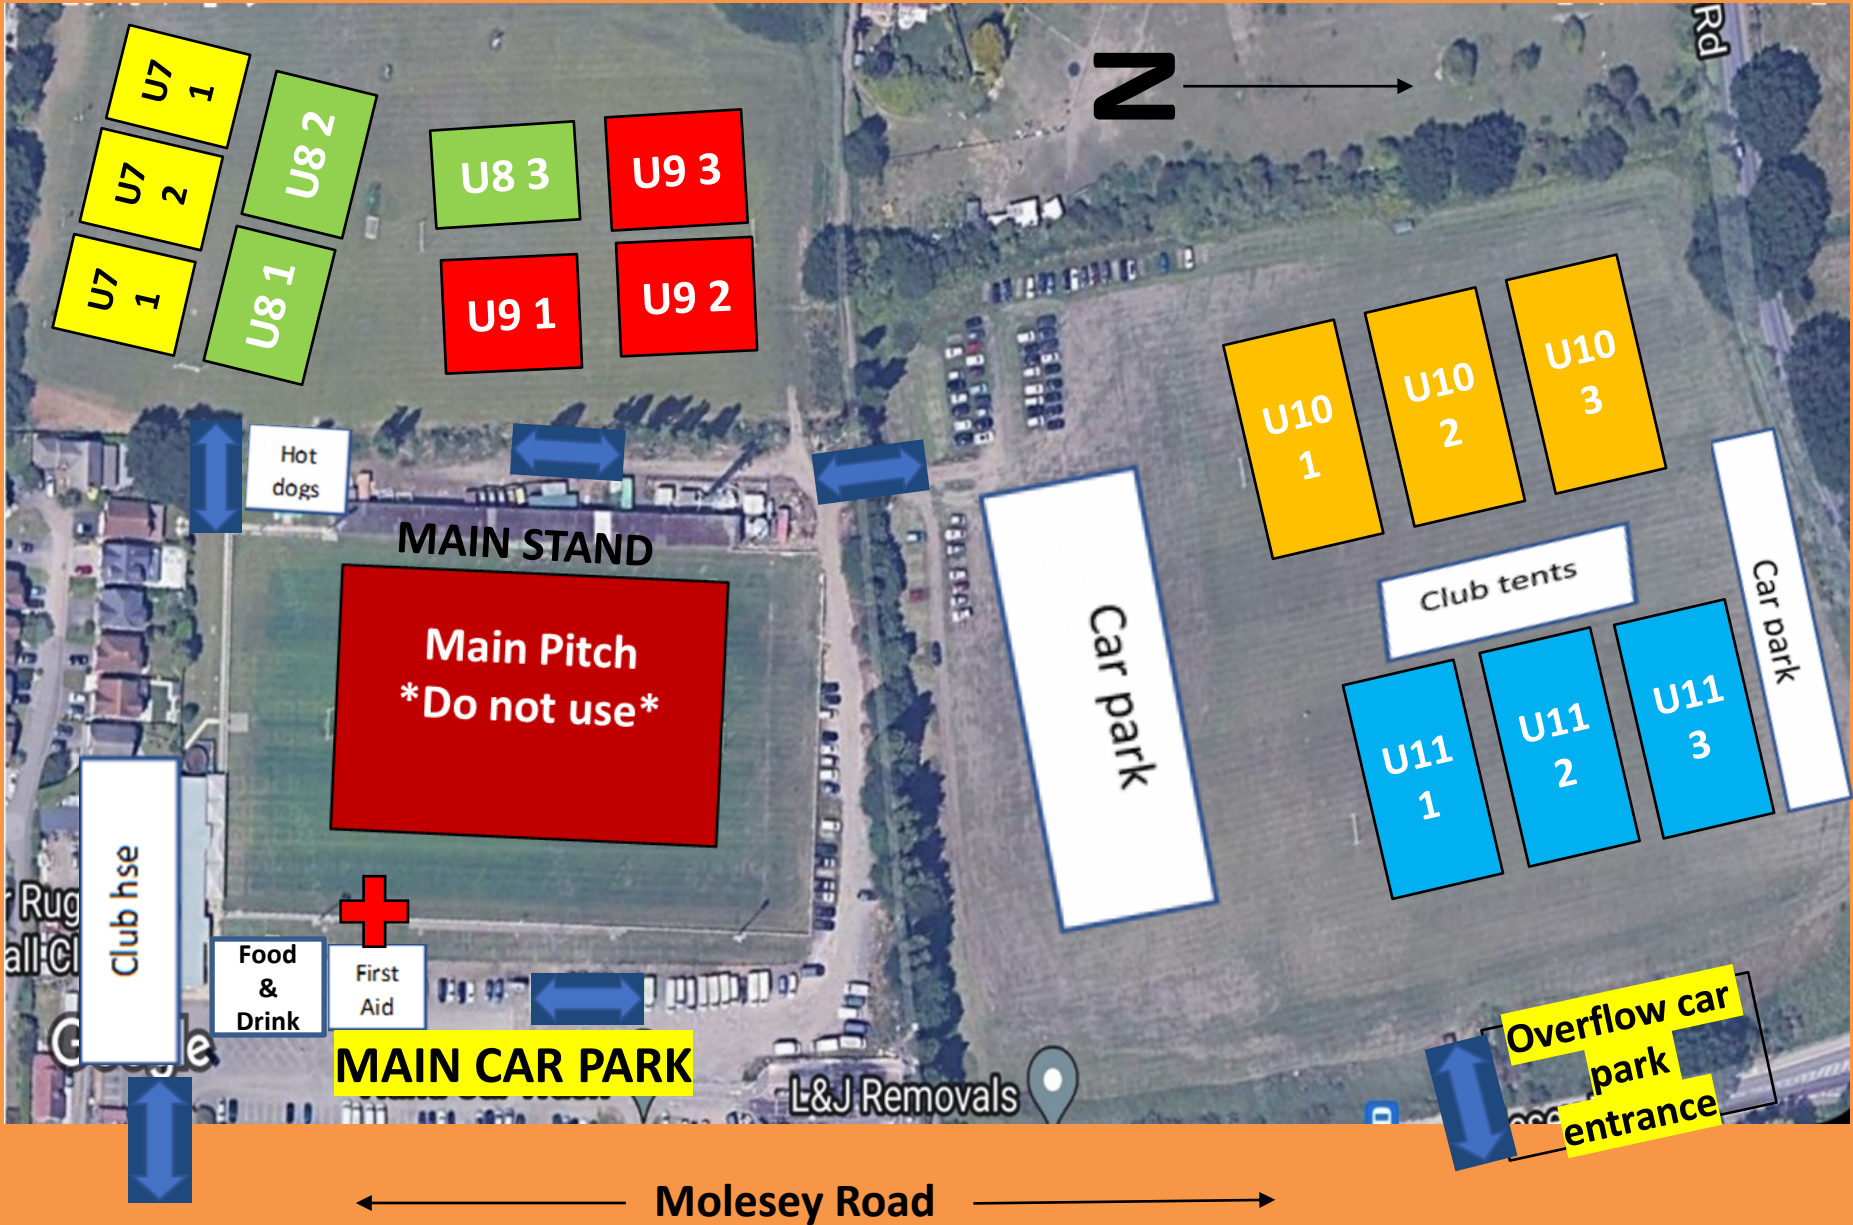 Rd
N
U7
1
U7
2
U7
1
U8 2
U8 1
U8 3
U9 3
U9 1
U9 2
U10
1
U10
2
U10
3
Hot
dogs
MAIN STAND
Main Pitch
*Do not use*
Car park
Club tents
Car park
U11
1
U11
2
U11
3
Club hse
r Rug
all Cl
Food
&
Drink
First
Aid
MAIN CAR PARK
L&J Removals
Overflow car
park
entrance
Molesey Road